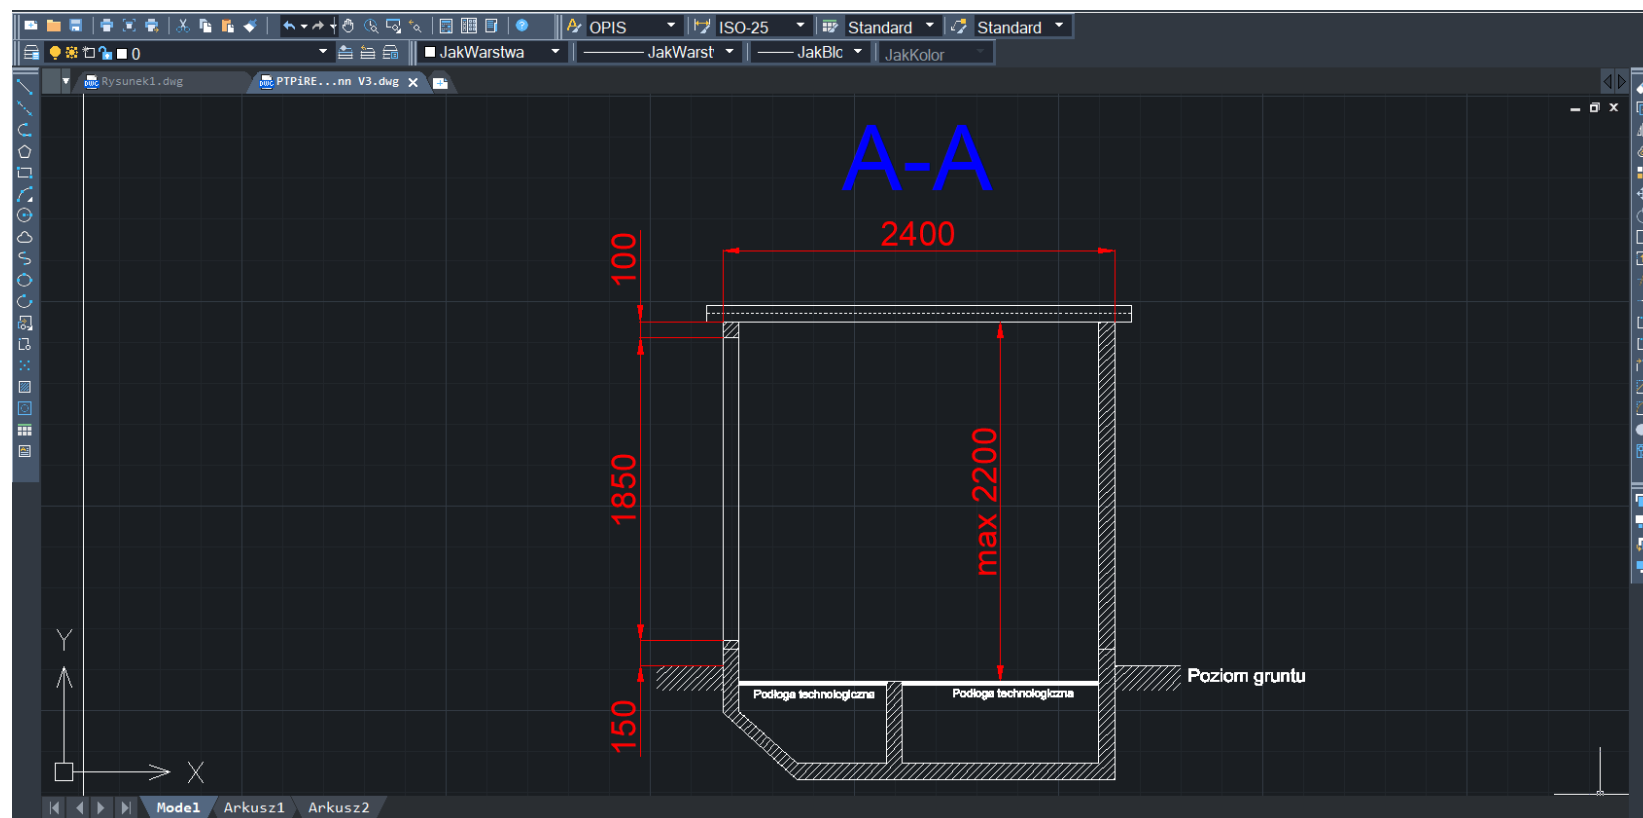 OPIS ISO-25 Standard Standard
0 JakWarstwa JakWarst JakBlc JakKolor
Rysunek1.dwg PTPiRE...nn V3.dwg
A-A
2400
100
1850
max 2200
Poziom gruntu
Podłoga technologiczna Podłoga technologiczna
150
Y
X
Model Arkusz1 Arkusz2